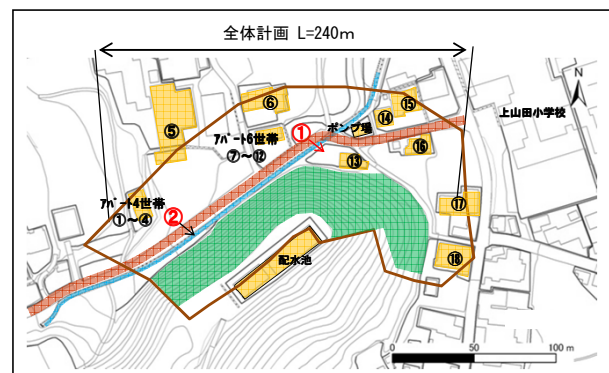 全体計画 L=240m
N
⑥
⑮
①
ポンプ場
⑭
上山田小学校
⑤
ｱﾊﾟｰﾄ6世帯
⑦～⑫
⑯
⑬
ｱﾊﾟｰﾄ4世帯
①～④
②
⑰
配水池
⑱
0 50 100 m